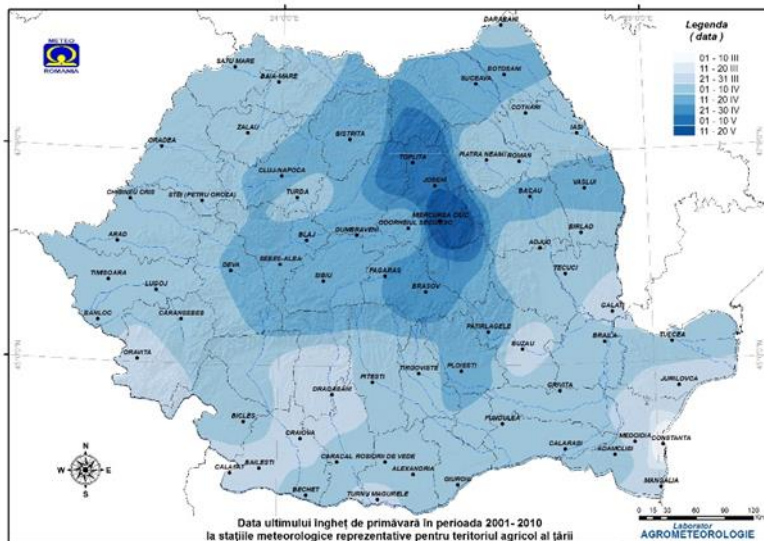 DARABANI
24°0'0"E
Legenda
( data )
METEO
ROMANIA
01 - 10 III
11 - 20 III
21 - 31 III
01 - 10 IV
11 - 20 IV
21 - 30 IV
01 - 10 V
11 - 20 V
SATU MARE
BAIA-MARE
SUCEAVA
BOTOSANI
COTNARI
ZALAU
BISTRITA
IASI
ORADEA
TOPLITA
PIATRA NEAMT
ROMAN
CLUJ-NAPOCA
JOSENI
CHISINEU CRIS
STEI (PETRU GROZA)
TURDA
BACAU
VASLUI
MIERCUREA CIUC
ODORHEIUL SECUIESC
DUMBRAVENI
BLAJ
ARAD
ADJUD
BIRLAD
TIMISOARA
DEVA
SEBES-ALBA
SIBIU
FAGARAS
TECUCI
LUGOJ
BRASOV
BANLOC
CARANSEBES
GALATI
PATIRLAGELE
BRAILA
TULCEA
ORAVITA
BUZAU
TIRGOVISTE
PLOIESTI
PITESTI
JURILOVCA
DRAGASANI
GRIVITA
BICLES
FUNDULEA
CRAIOVA
MEDGIDIA
CONSTANTA
CALARASI
ADAMCLISI
CALAFAT
BAILESTI
CARACAL
ROSIORII DE VEDE
ALEXANDRIA
GIURGIU
MANGALIA
BECHET
TURNU MAGURELE
N
W
E
S
0 15 30 60 90 120
Data ultimului îngheț de primăvară în perioada 2001- 2010
la stațiile meteorologice reprezentative pentru teritoriul agricol al țării
Laborator
AGROMETEOROLOGIE